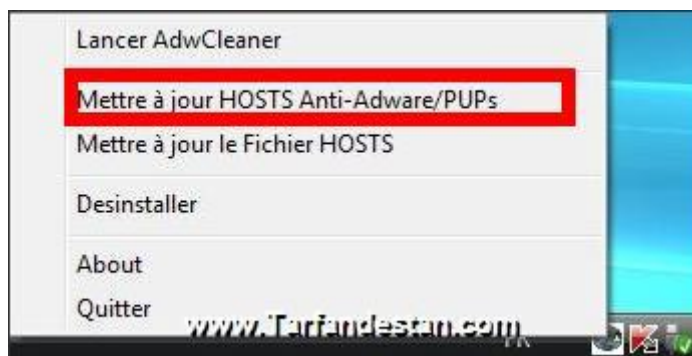 Lancer AdwCleaner
Mettre à jour HOSTS Anti-Adware/PUPs
Mettre à jour le Fichier HOSTS
Desinstaller
About
Quitter
www.Tarfandestan.com